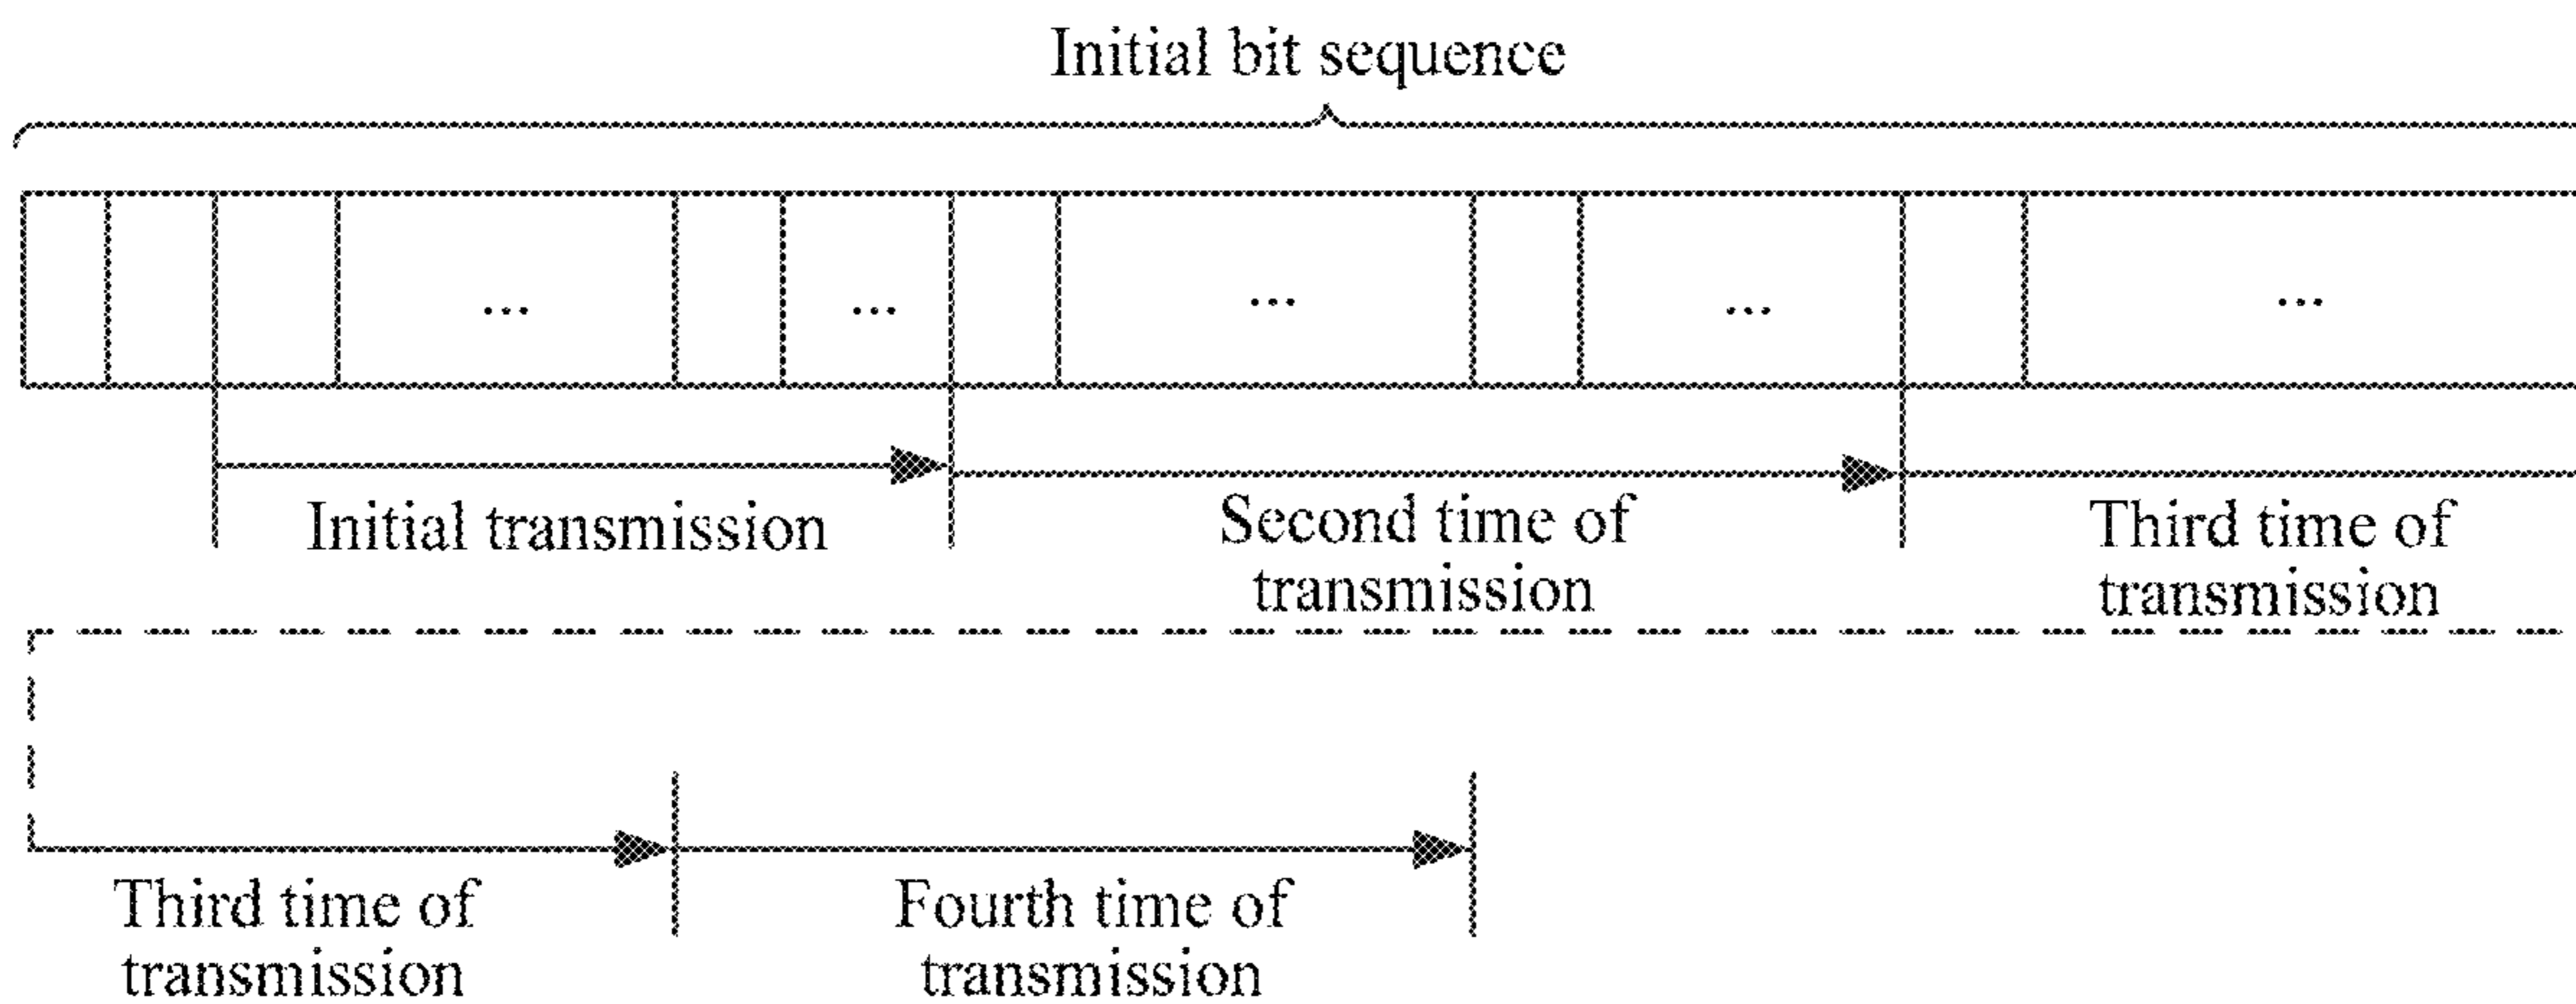 Initial bit sequence
... ... ... ... ...
Initial transmission
Second time of
transmission
Third time of
transmission
Third time of
transmission
Fourth time of
transmission